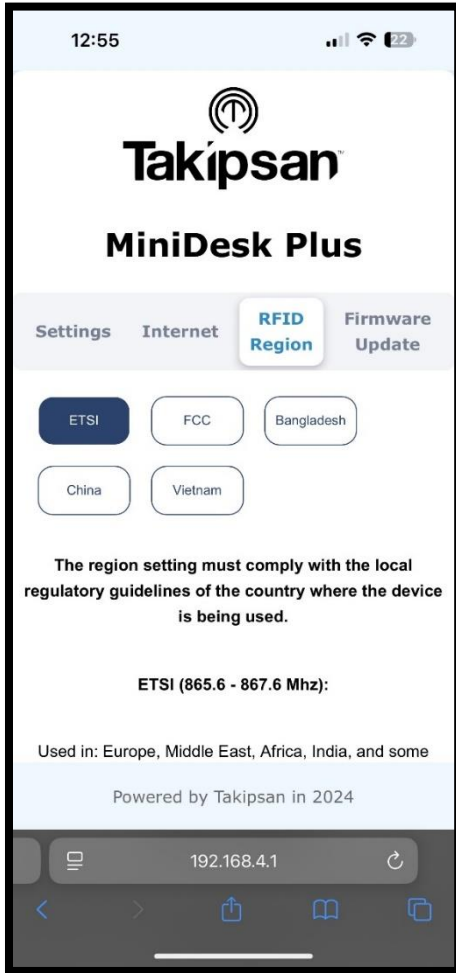 12:55
22
Takipsan™
MiniDesk Plus
Settings
Internet
RFID
Region
Firmware
Update
ETSI
FCC
Bangladesh
China
Vietnam
The region setting must comply with the local
regulatory guidelines of the country where the device
is being used.
ETSI (865.6 - 867.6 Mhz):
Used in: Europe, Middle East, Africa, India, and some
Powered by Takipsan in 2024
192.168.4.1